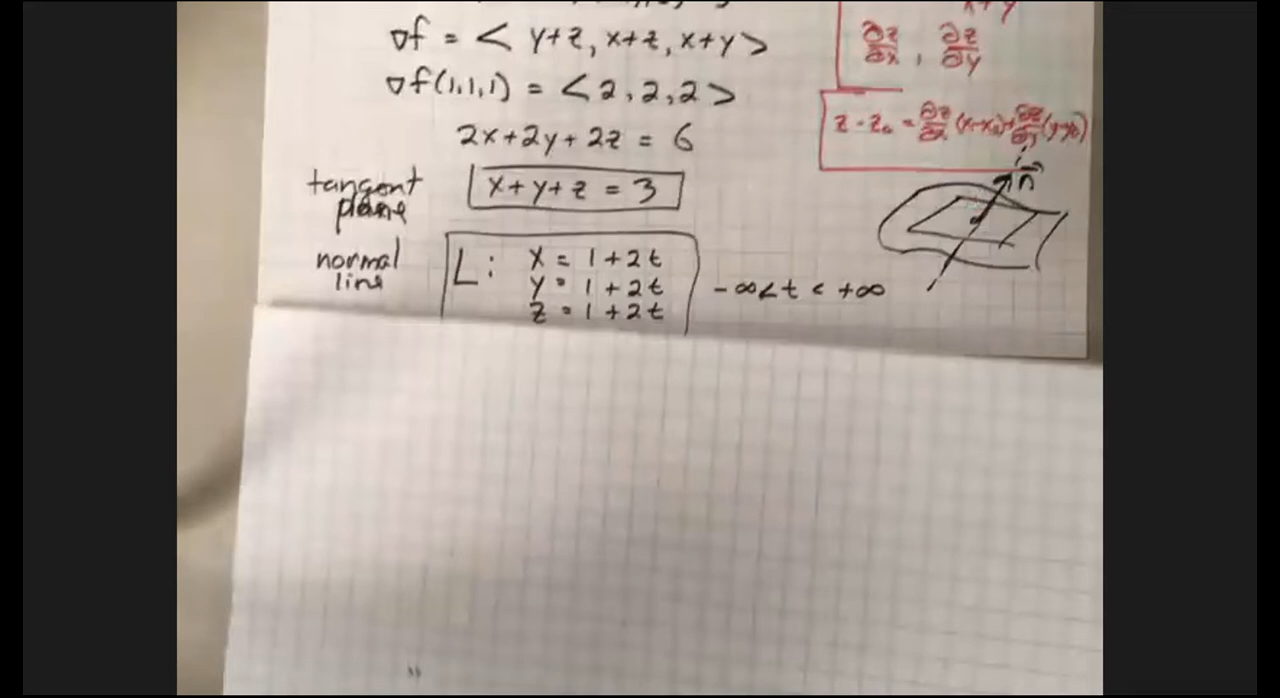 ∇f = < y+z, x+z, x+y >
∇f(1,1,1) = <2,2,2>
2x+2y+2z = 6
tangent plane
x+y+z = 3
normal line
L: x = 1+2t
y = 1+2t
z = 1+2t
-∞<t<+∞
x+y
∂z/∂x , ∂z/∂y
z-z₀ = ∂z/∂x (x-x₀)+∂z/∂y (y-y₀)
n⃗